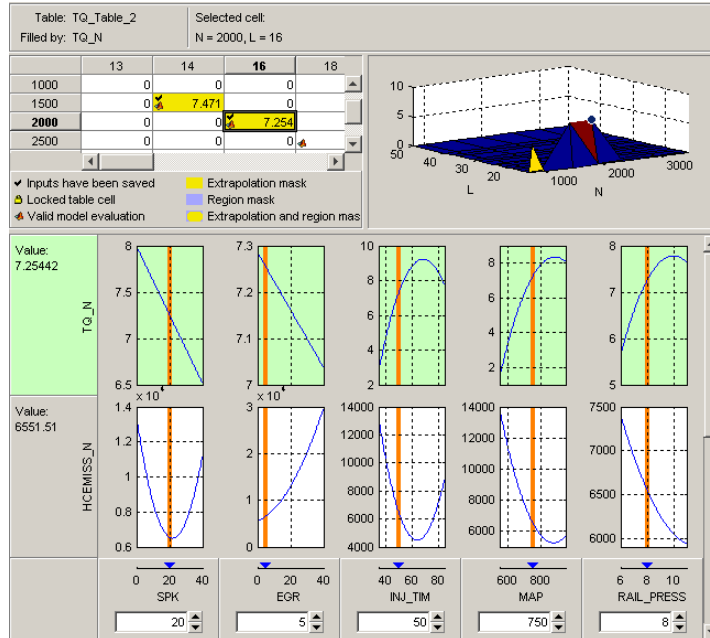 Table: TQ_Table_2
Selected cell:
Filled by: TQ_N
N = 2000, L = 16
13 14 16 18
1000 0 0 0
1500 0 7.471 0
2000 0 0 7.254
2500 0 0 0
10
5
0
50 40 30 20
L
1000 2000 3000
N
Inputs have been saved
Extrapolation mask
Locked table cell
Region mask
Valid model evaluation
Extrapolation and region mas
Value:
7.25442
TQ_N
8
7.5
7
6.5
7.3
7.2
7.1
7
10
8
6
4
2
8
6
4
2
8
7
6
5
Value:
6551.51
HCEMISS_N
x 10
1.4
1.2
1
0.8
0.6
x 10
3
2
1
0
14000
12000
10000
8000
6000
4000
14000
12000
10000
8000
6000
7500
7000
6500
6000
0 20 40
0 20 40
40 60 80
600 800
6 8 10
SPK
EGR
INJ_TIM
MAP
RAIL_PRESS
20
5
50
750
8